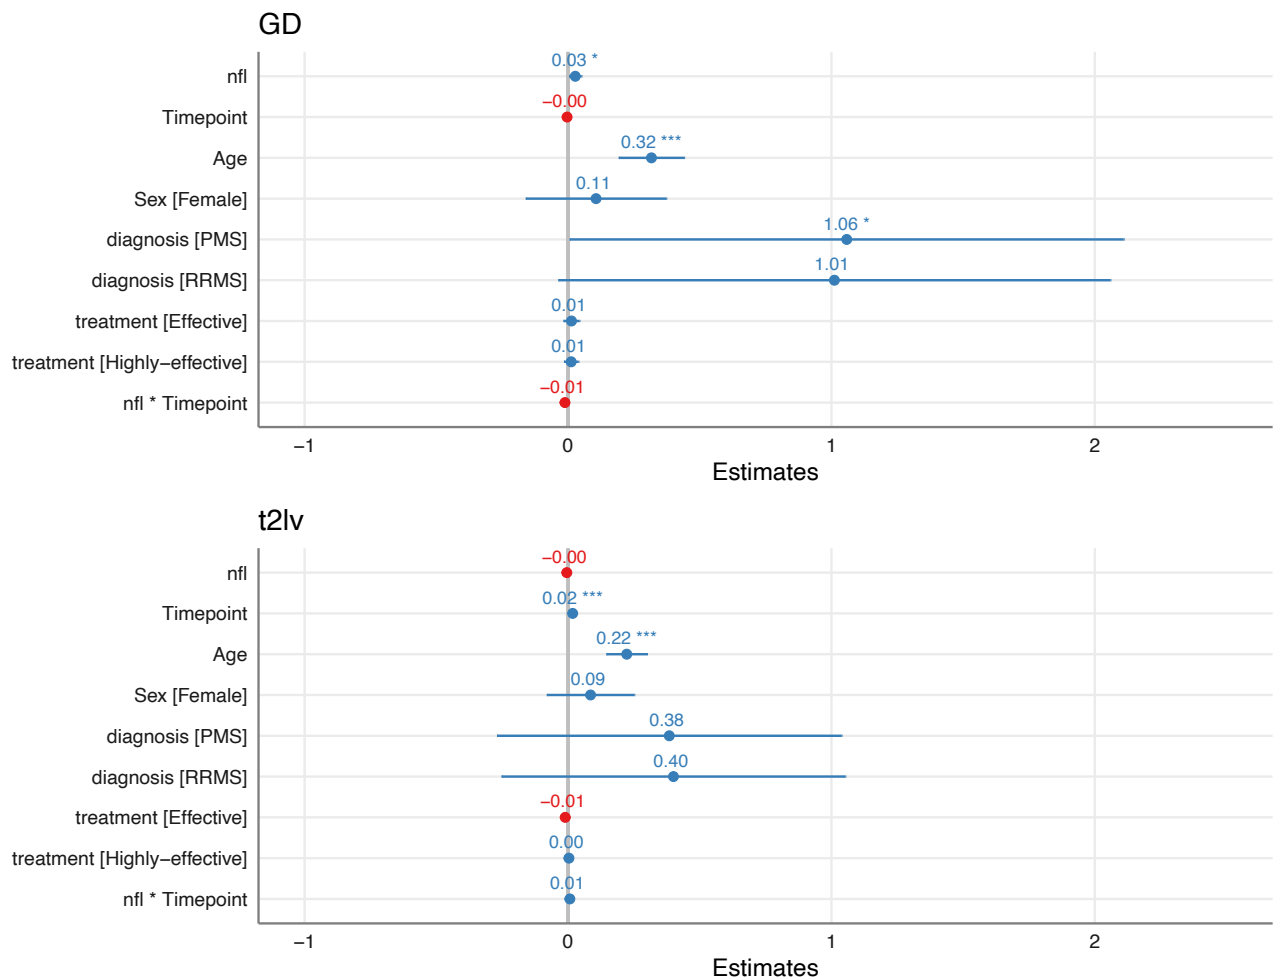 GD
nfl
0.03 *
Timepoint
−0.00
Age
0.32 ***
Sex [Female]
0.11
diagnosis [PMS]
1.06 *
diagnosis [RRMS]
1.01
treatment [Effective]
0.01
treatment [Highly−effective]
0.01
nfl * Timepoint
−0.01
−1 0 1 2
Estimates
t2lv
nfl
−0.00
Timepoint
0.02 ***
Age
0.22 ***
Sex [Female]
0.09
diagnosis [PMS]
0.38
diagnosis [RRMS]
0.40
treatment [Effective]
−0.01
treatment [Highly−effective]
0.00
nfl * Timepoint
0.01
−1 0 1 2
Estimates